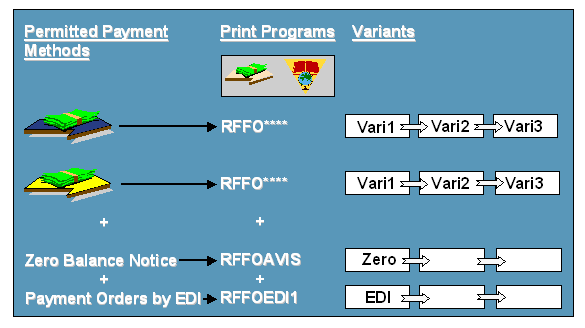 Permitted Payment Methods Print Programs Variants
RFFO**** Vari1 Vari2 Vari3
RFFO**** Vari1 Vari2 Vari3
+ +
Zero Balance Notice RFFOAVIS Zero
+ +
Payment Orders by EDI RFFOEDI1 EDI